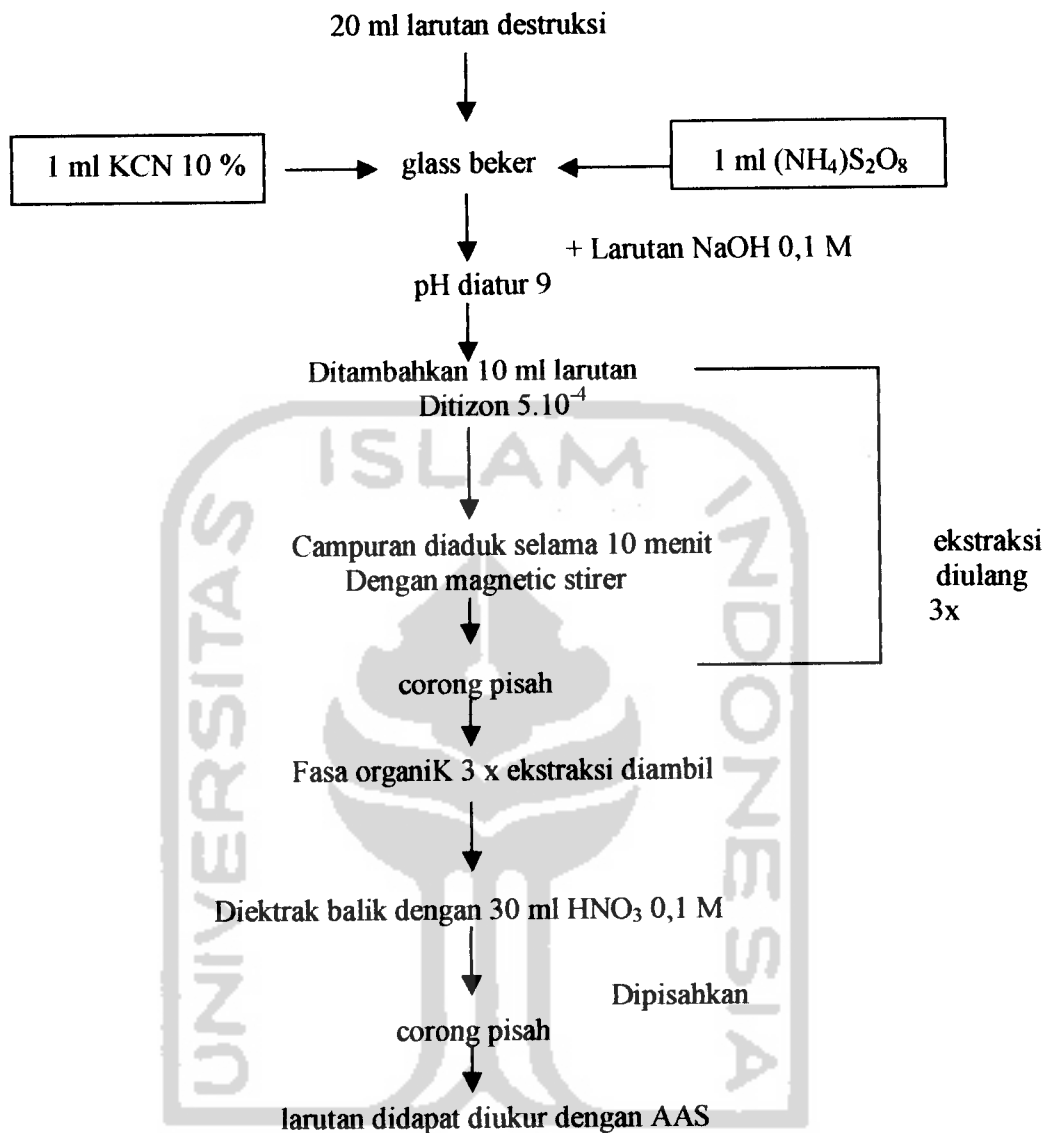 20 ml larutan destruksi
1 ml KCN 10 %
glass beker
1 ml (NH₄)S₂O₈
+ Larutan NaOH 0,1 M
pH diatur 9
Ditambahkan 10 ml larutan
Ditizon 5.10⁻⁴
Campuran diaduk selama 10 menit
Dengan magnetic stirer
ekstraksi
diulang
3x
corong pisah
Fasa organiK 3 x ekstraksi diambil
Diektrak balik dengan 30 ml HNO₃ 0,1 M
Dipisahkan
corong pisah
larutan didapat diukur dengan AAS
UNIVERSITAS
ISLAM
INDONESIA